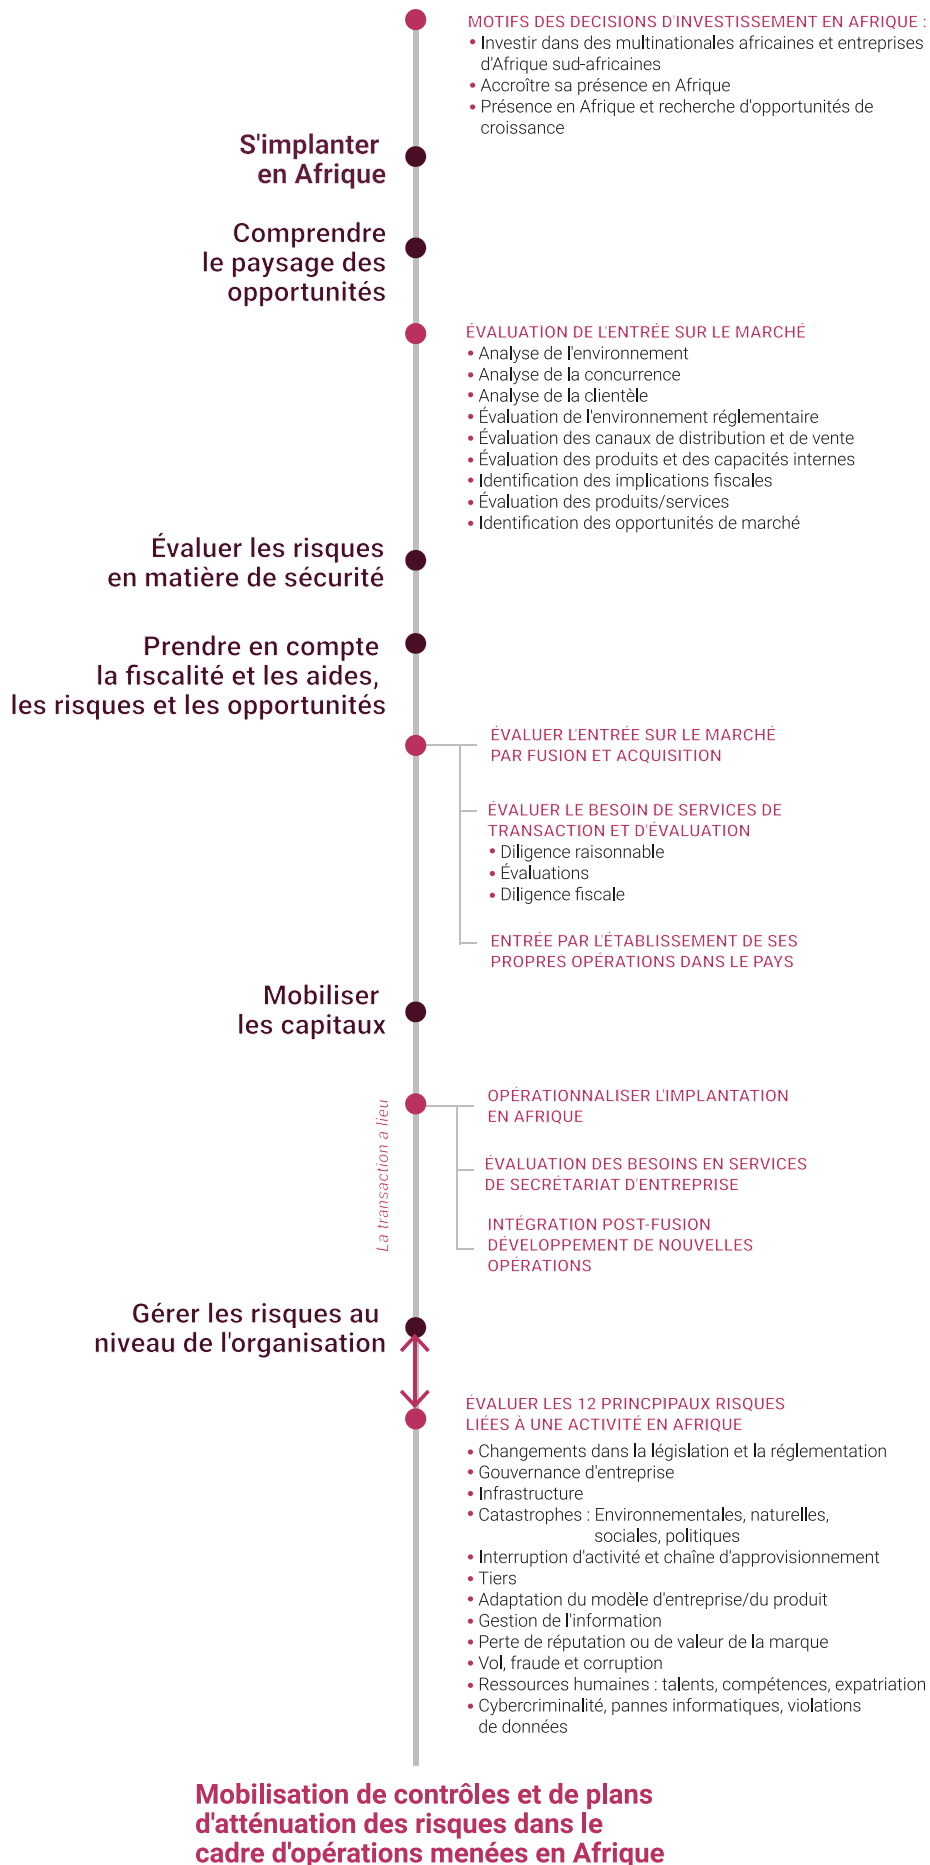 MOTIFS DES DECISIONS D'INVESTISSEMENT EN AFRIQUE :
• Investir dans des multinationales africaines et entreprises
d'Afrique sud-africaines
• Accroître sa présence en Afrique
• Présence en Afrique et recherche d'opportunités de
croissance
S'implanter
en Afrique
Comprendre
le paysage des
opportunités
ÉVALUATION DE L'ENTRÉE SUR LE MARCHÉ
• Analyse de l'environnement
• Analyse de la concurrence
• Analyse de la clientèle
• Évaluation de l'environnement réglementaire
• Évaluation des canaux de distribution et de vente
• Évaluation des produits et des capacités internes
• Identification des implications fiscales
• Évaluation des produits/services
• Identification des opportunités de marché
Évaluer les risques
en matière de sécurité
Prendre en compte
la fiscalité et les aides,
les risques et les opportunités
ÉVALUER L'ENTRÉE SUR LE MARCHÉ
PAR FUSION ET ACQUISITION
ÉVALUER LE BESOIN DE SERVICES DE
TRANSACTION ET D'ÉVALUATION
• Diligence raisonnable
• Évaluations
• Diligence fiscale
ENTRÉE PAR L'ÉTABLISSEMENT DE SES
PROPRES OPÉRATIONS DANS LE PAYS
Mobiliser
les capitaux
La transaction a lieu
OPÉRATIONNALISER L'IMPLANTATION
EN AFRIQUE
ÉVALUATION DES BESOINS EN SERVICES
DE SECRÉTARIAT D'ENTREPRISE
INTÉGRATION POST-FUSION
DÉVELOPPEMENT DE NOUVELLES
OPÉRATIONS
Gérer les risques au
niveau de l'organisation
ÉVALUER LES 12 PRINCPIPAUX RISQUES
LIÉES À UNE ACTIVITÉ EN AFRIQUE
• Changements dans la législation et la réglementation
• Gouvernance d'entreprise
• Infrastructure
• Catastrophes : Environnementales, naturelles,
sociales, politiques
• Interruption d'activité et chaîne d'approvisionnement
• Tiers
• Adaptation du modèle d'entreprise/du produit
• Gestion de l'information
• Perte de réputation ou de valeur de la marque
• Vol, fraude et corruption
• Ressources humaines : talents, compétences, expatriation
• Cybercriminalité, pannes informatiques, violations
de données
Mobilisation de contrôles et de plans
d'atténuation des risques dans le
cadre d'opérations menées en Afrique